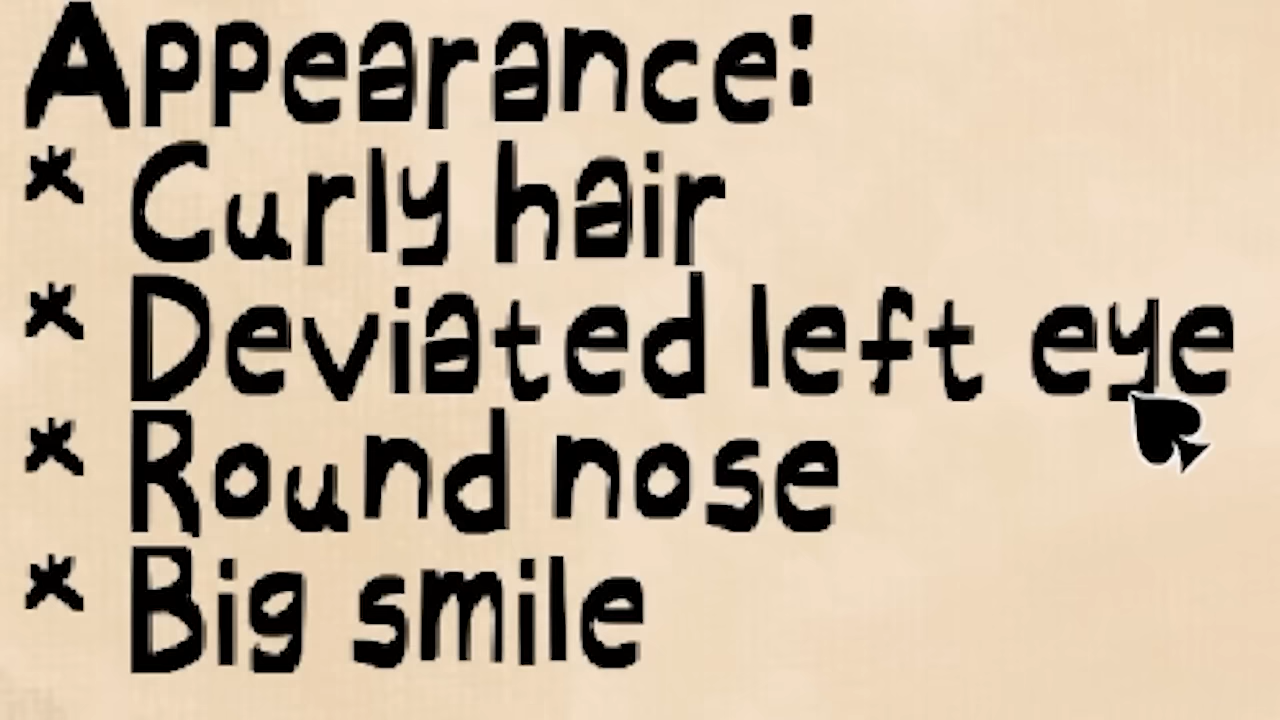 Appearance:
* Curly hair
* Deviated left eye
* Round nose
* Big smile